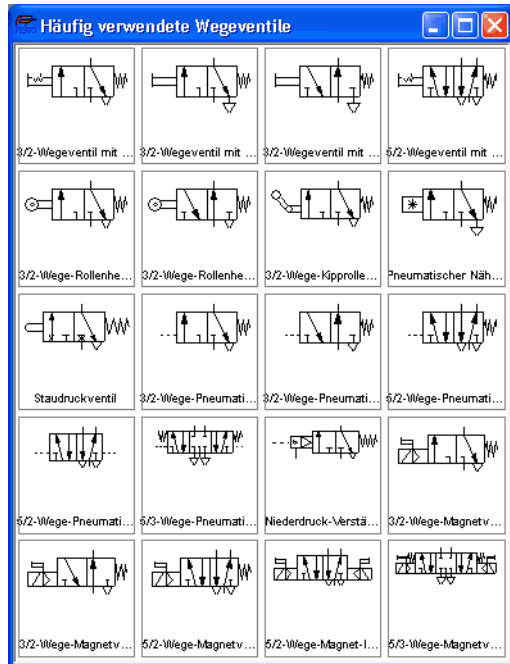 FESTO
Häufig verwendete Wegeventile
3/2-Wegeventil mit ...
3/2-Wegeventil mit ...
3/2-Wegeventil mit ...
5/2-Wegeventil mit ...
3/2-Wege-Rollenhe...
3/2-Wege-Rollenhe...
3/2-Wege-Kipprolle...
Pneumatischer Näh...
Staudruckventil
3/2-Wege-Pneumati...
3/2-Wege-Pneumati...
5/2-Wege-Pneumati...
5/2-Wege-Pneumati...
5/3-Wege-Pneumati...
Niederdruck-Verstä...
3/2-Wege-Magnetv...
3/2-Wege-Magnetv...
5/2-Wege-Magnetv...
5/2-Wege-Magnet-I...
5/3-Wege-Magnetv...